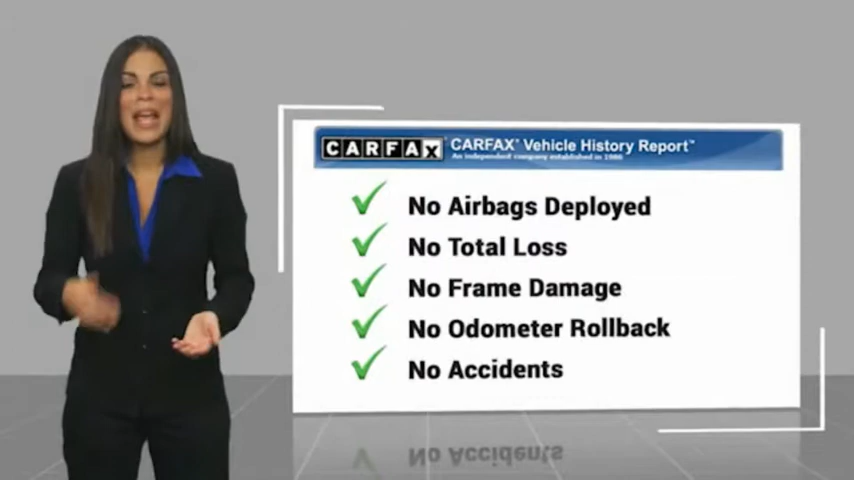 CARFAX CARFAX® Vehicle History Report™
An independent company established in 1986
No Airbags Deployed
No Total Loss
No Frame Damage
No Odometer Rollback
No Accidents
No Accidents